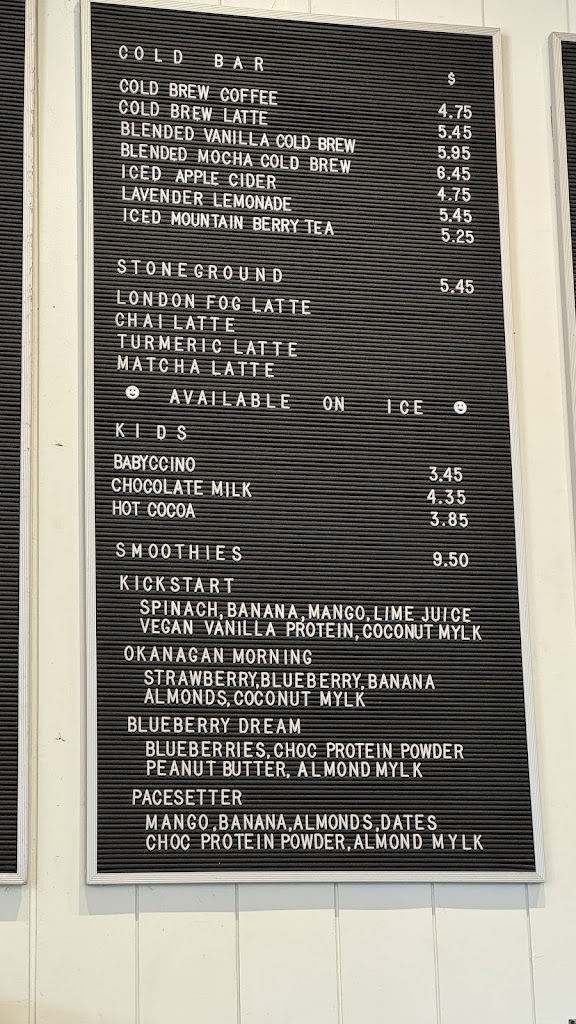 COLD BAR $
COLD BREW COFFEE 4.75
COLD BREW LATTE 5.45
BLENDED VANILLA COLD BREW 5.95
BLENDED MOCHA COLD BREW 6.45
ICED APPLE CIDER 4.75
LAVENDER LEMONADE 5.45
ICED MOUNTAIN BERRY TEA 5.25
STONEGROUND 5.45
LONDON FOG LATTE
CHAI LATTE
TURMERIC LATTE
MATCHA LATTE
AVAILABLE ON ICE
KIDS
BABYCCINO 3.45
CHOCOLATE MILK 4.35
HOT COCOA 3.85
SMOOTHIES 9.50
KICKSTART
SPINACH, BANANA, MANGO, LIME JUICE
VEGAN VANILLA PROTEIN, COCONUT MYLK
OKANAGAN MORNING
STRAWBERRY, BLUEBERRY, BANANA
ALMONDS, COCONUT MYLK
BLUEBERRY DREAM
BLUEBERRIES, CHOC PROTEIN POWDER
PEANUT BUTTER, ALMOND MYLK
PACESETTER
MANGO, BANANA, ALMONDS, DATES
CHOC PROTEIN POWDER, ALMOND MYLK